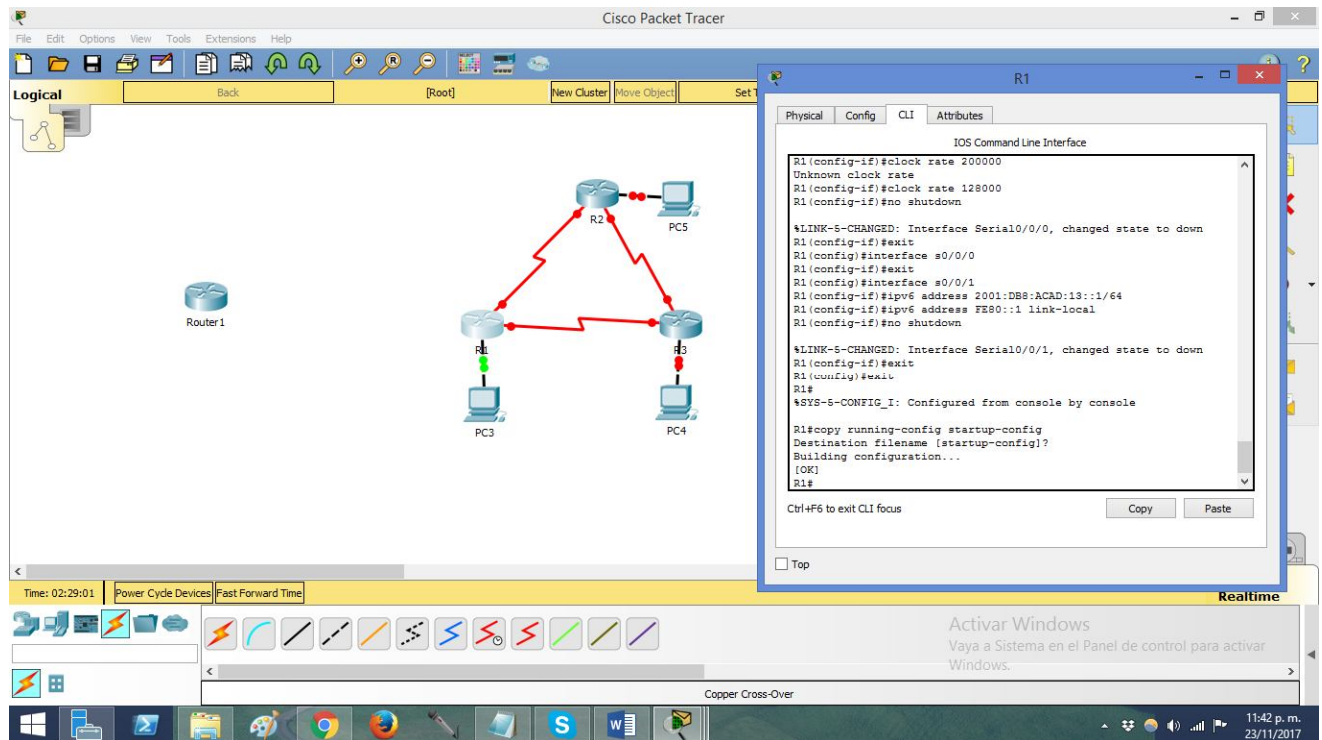 Cisco Packet Tracer
File Edit Options View Tools Extensions Help
Logical
Back
[Root]
New Cluster
Move Object
Set T
R2
PC5
Router1
R1
R3
PC3
PC4
R1
Physical Config CLI Attributes
IOS Command Line Interface
R1(config-if)#clock rate 200000
Unknown clock rate
R1(config-if)#clock rate 128000
R1(config-if)#no shutdown
%LINK-5-CHANGED: Interface Serial0/0/0, changed state to down
R1(config-if)#exit
R1(config)#interface s0/0/0
R1(config-if)#exit
R1(config)#interface s0/0/1
R1(config-if)#ipv6 address 2001:DB8:ACAD:13::1/64
R1(config-if)#ipv6 address FE80::1 link-local
R1(config-if)#no shutdown
%LINK-5-CHANGED: Interface Serial0/0/1, changed state to down
R1(config-if)#exit
R1(config)#exit
R1#
%SYS-5-CONFIG_I: Configured from console by console
R1#copy running-config startup-config
Destination filename [startup-config]?
Building configuration...
[OK]
R1#
Ctrl+F6 to exit CLI focus
Copy
Paste
Top
Time: 02:29:01
Power Cycle Devices
Fast Forward Time
Realtime
Activar Windows
Vaya a Sistema en el Panel de control para activar
Windows.
Copper Cross-Over
11:42 p. m.
23/11/2017